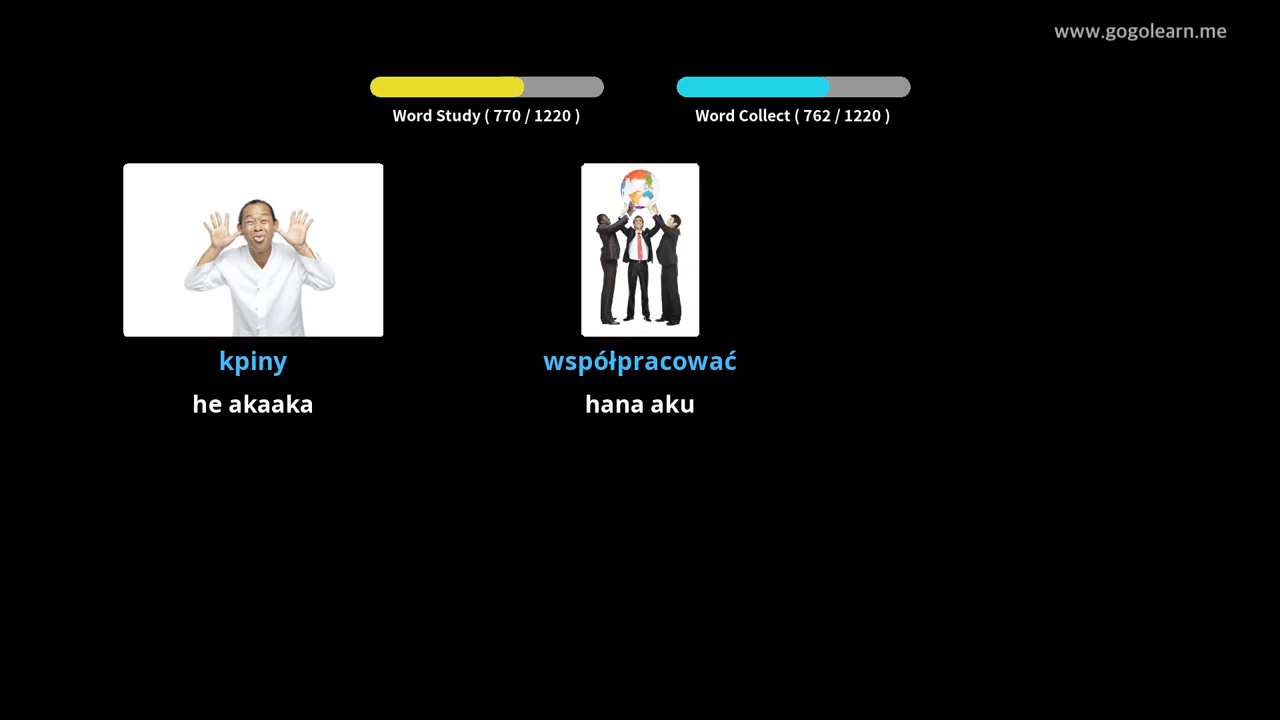 www.gogolearn.me
Word Study ( 770 / 1220 )
Word Collect ( 762 / 1220 )
kpiny
he akaaka
współpracować
hana aku